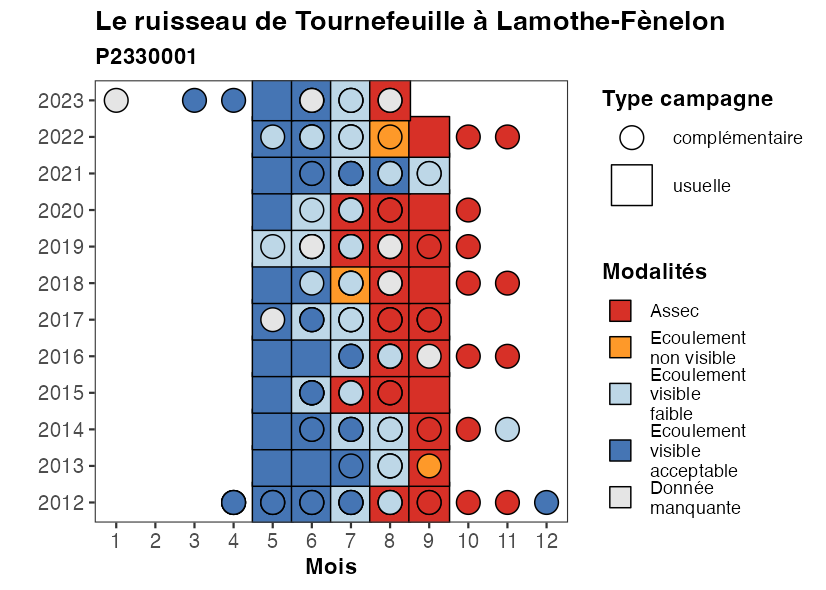 Le ruisseau de Tournefeuille à Lamothe-Fènelon
P2330001
2023
2022
2021
2020
2019
2018
2017
2016
2015
2014
2013
2012
1 2 3 4 5 6 7 8 9 10 11 12
Mois
Type campagne
complémentaire
usuelle
Modalités
Assec
Ecoulement
non visible
Ecoulement
visible
faible
Ecoulement
visible
acceptable
Donnée
manquante